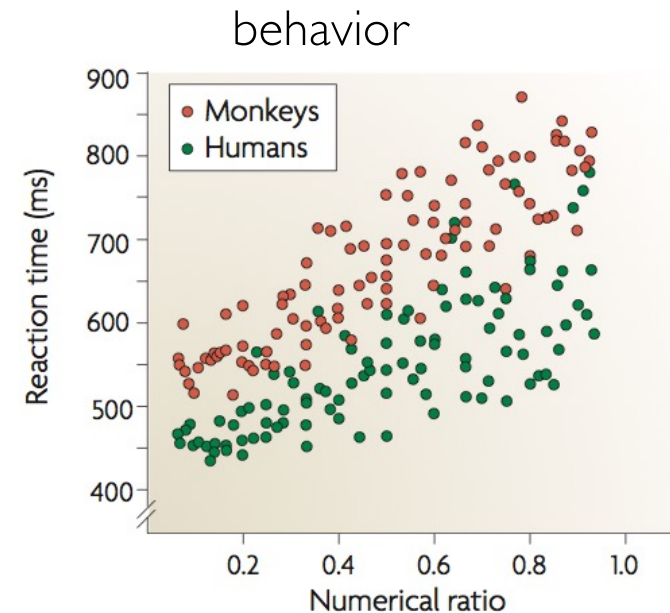 behavior
Monkeys
Humans
Reaction time (ms)
900
800
700
600
500
400
0.2 0.4 0.6 0.8 1.0
Numerical ratio